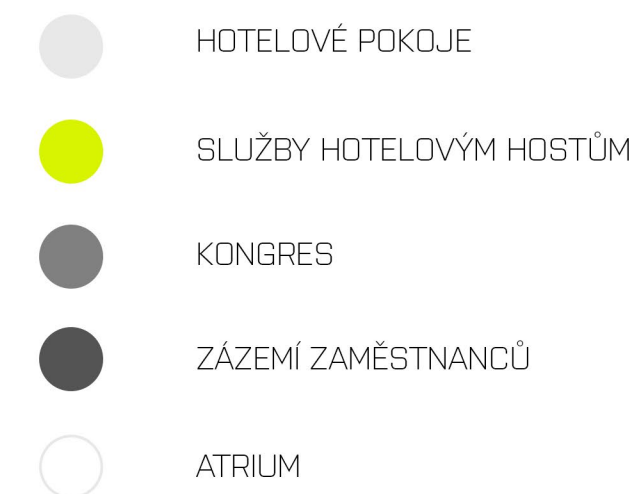 HOTELOVÉ POKOJE
SLUŽBY HOTELOVÝM HOSTŮM
KONGRES
ZÁZEMÍ ZAMĚSTNANCŮ
ATRIUM